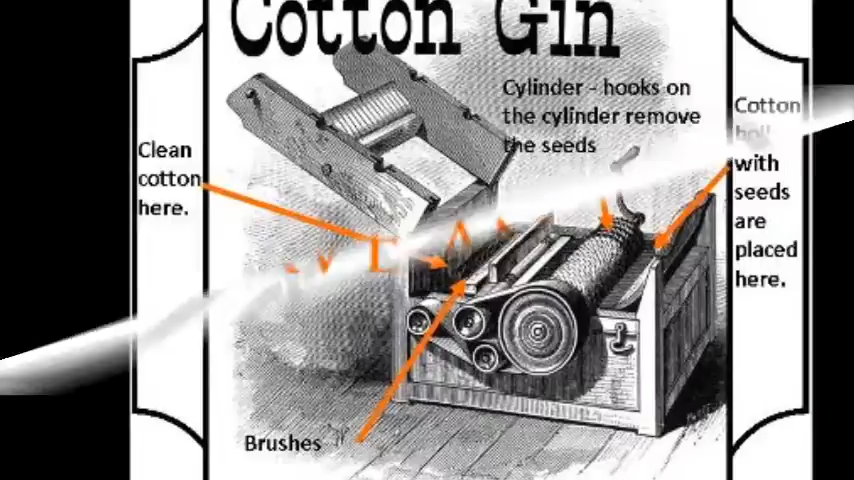 Cotton Gin
Cylinder - hooks on
the cylinder remove
the seeds
Clean
cotton
here.
Cotton
with
seeds
are
placed
here.
Brushes